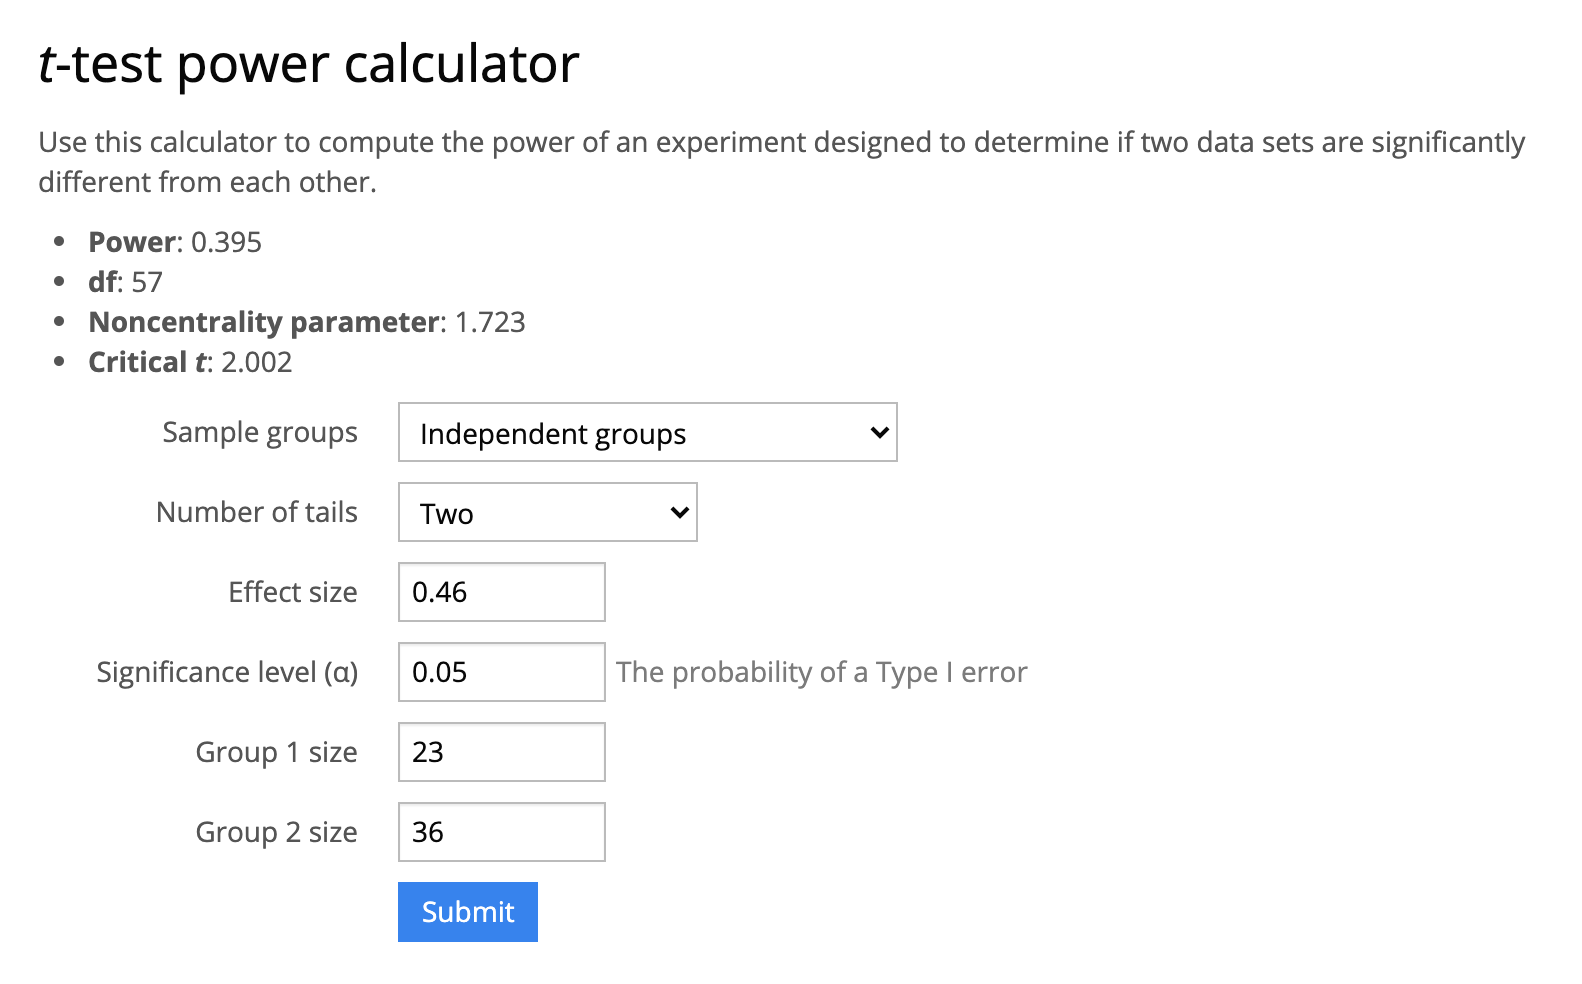 t-test power calculator
Use this calculator to compute the power of an experiment designed to determine if two data sets are significantly
different from each other.
• Power: 0.395
• df: 57
• Noncentrality parameter: 1.723
• Critical t: 2.002
Sample groups Independent groups
Number of tails Two
Effect size 0.46
Significance level (α) 0.05 The probability of a Type I error
Group 1 size 23
Group 2 size 36
Submit